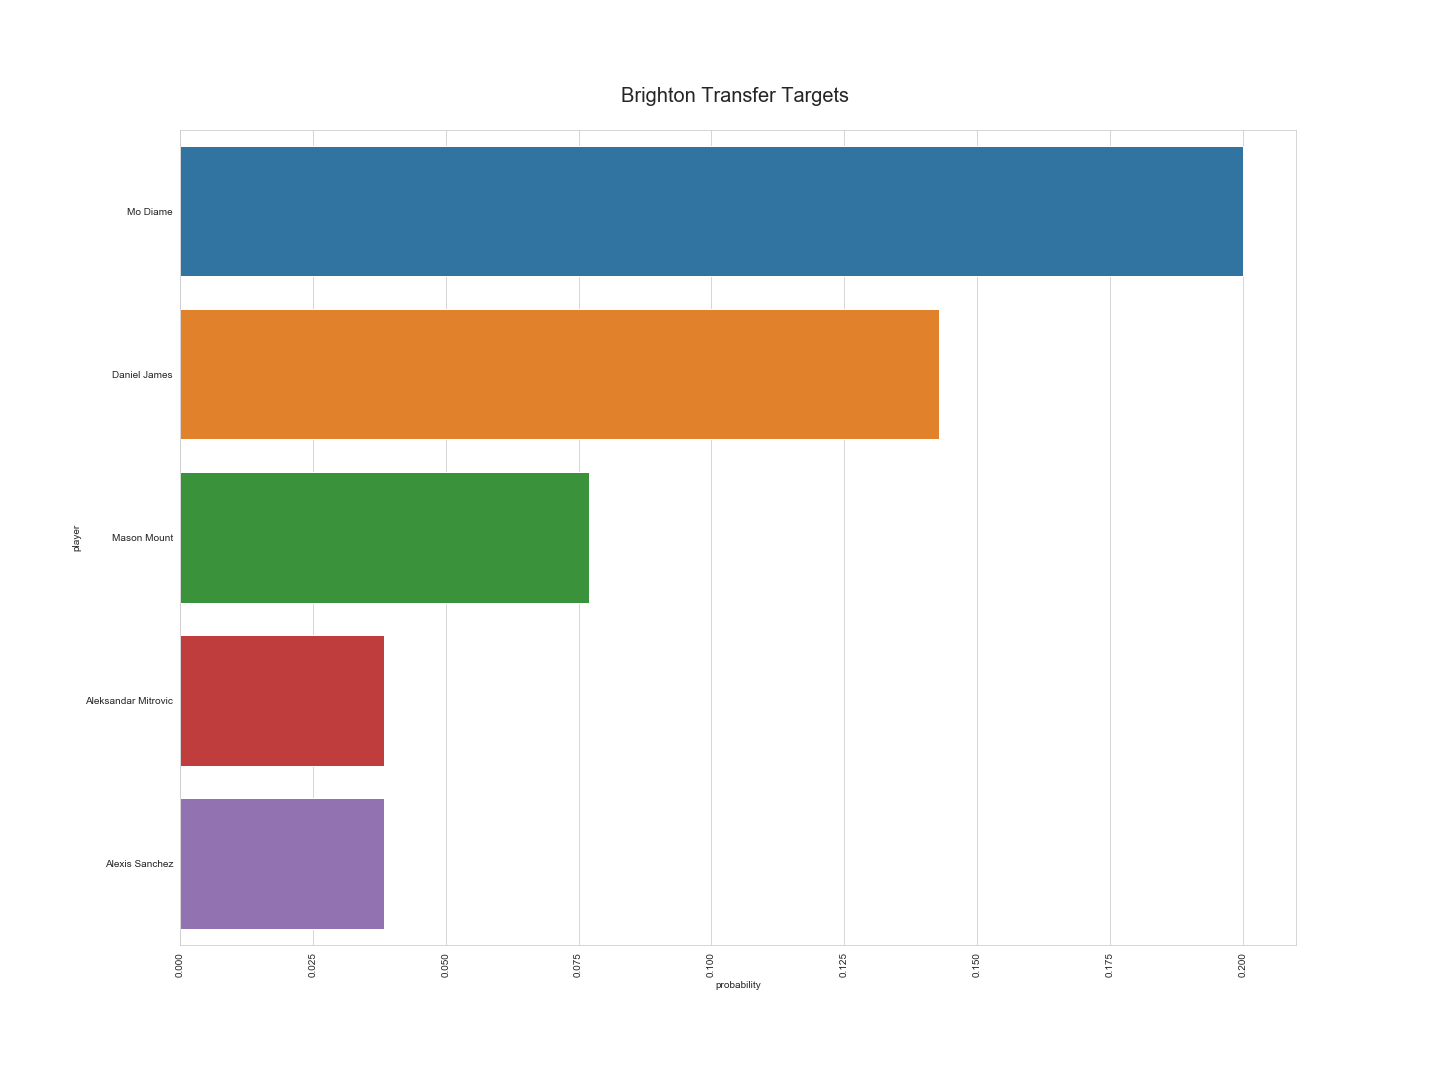 Brighton Transfer Targets
Mo Diame
Daniel James
Mason Mount
Aleksandar Mitrovic
Alexis Sanchez
player
0.000
0.025
0.050
0.075
0.100
0.125
0.150
0.175
0.200
probability